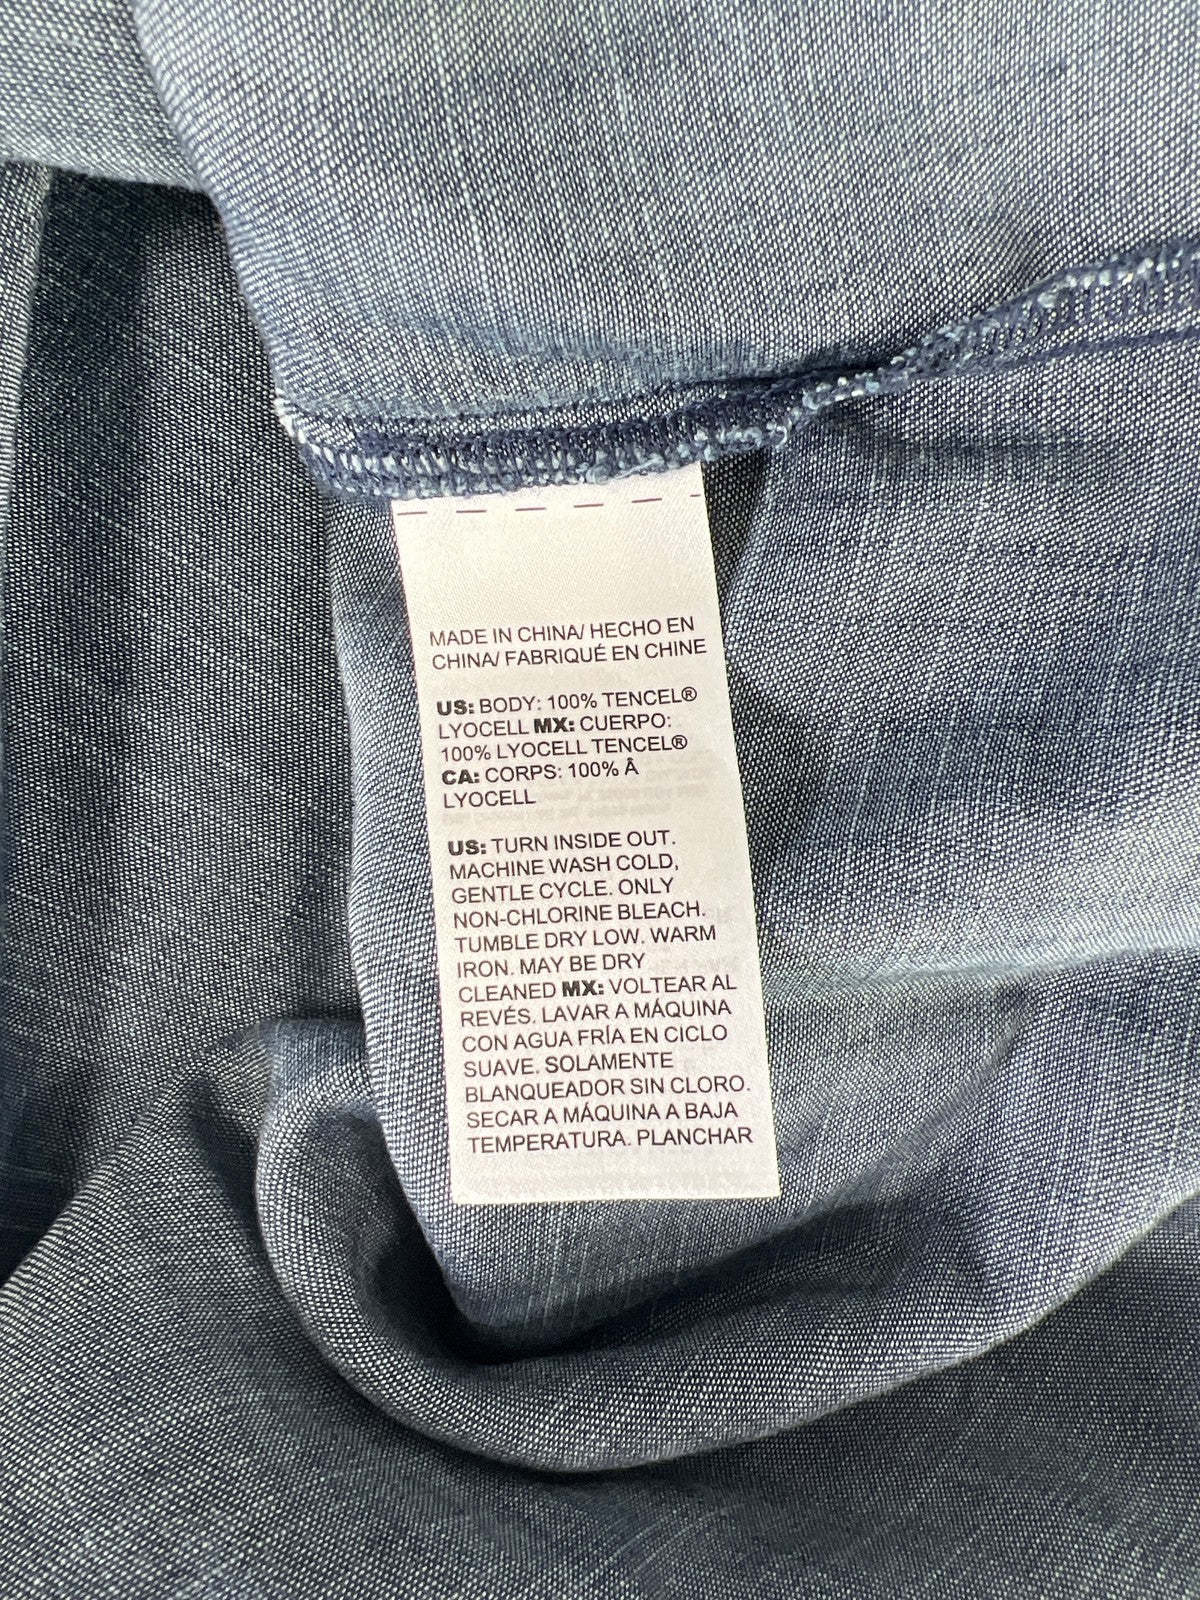 MADE IN CHINA/ HECHO EN
CHINA/ FABRIQUÉ EN CHINE
US: BODY: 100% TENCEL®
LYOCELL MX: CUERPO:
100% LYOCELL TENCEL®
CA: CORPS: 100% Â
LYOCELL
US: TURN INSIDE OUT.
MACHINE WASH COLD,
GENTLE CYCLE. ONLY
NON-CHLORINE BLEACH.
TUMBLE DRY LOW. WARM
IRON. MAY BE DRY
CLEANED MX: VOLTEAR AL
REVÉS. LAVAR A MÁQUINA
CON AGUA FRÍA EN CICLO
SUAVE. SOLAMENTE
BLANQUEADOR SIN CLORO.
SECAR A MÁQUINA A BAJA
TEMPERATURA. PLANCHAR